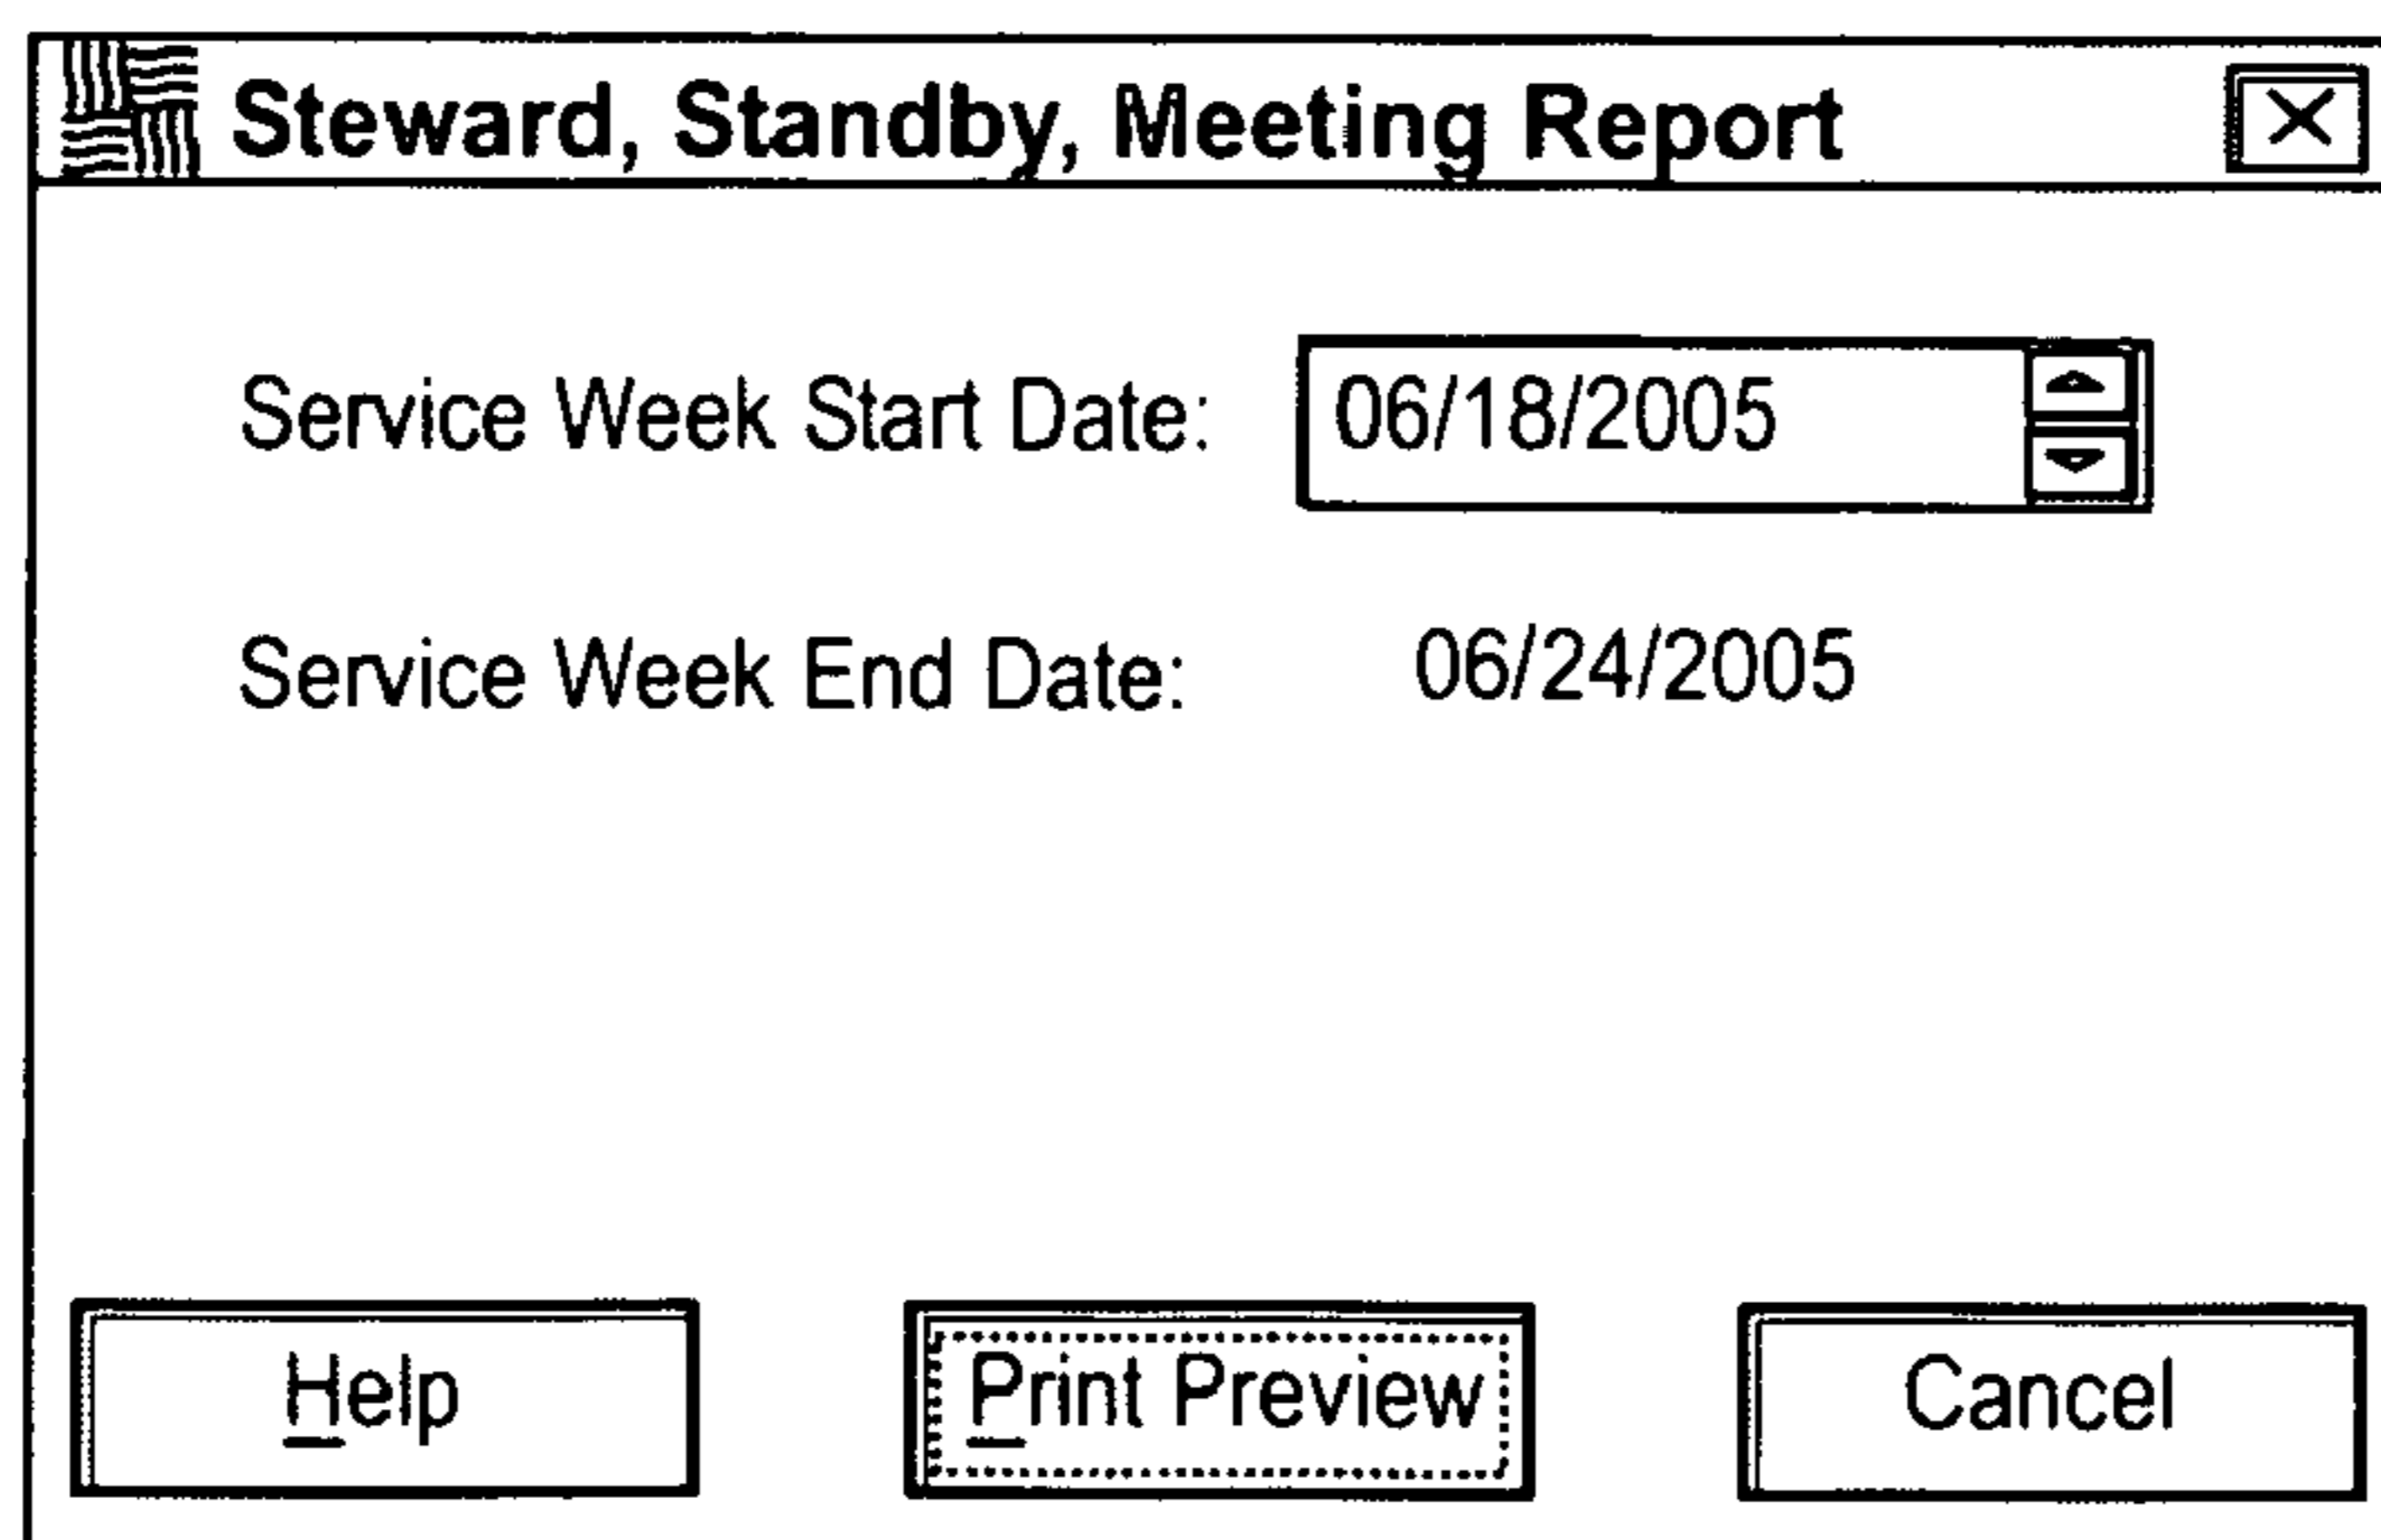 Steward, Standby, Meeting Report
Service Week Start Date: 06/18/2005
Service Week End Date: 06/24/2005
Help Print Preview Cancel